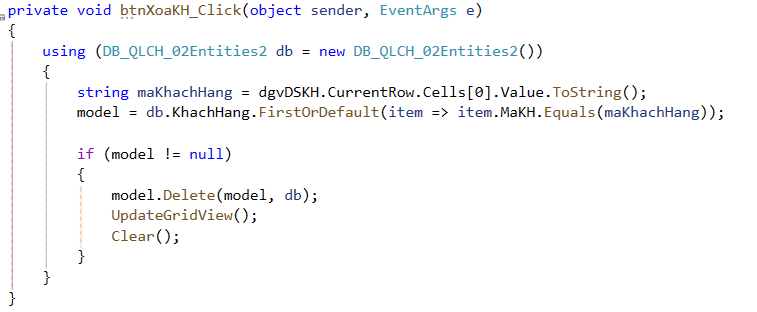 private void btnXoaKH_Click(object sender, EventArgs e)
{
    using (DB_QLCH_02Entities2 db = new DB_QLCH_02Entities2())
    {
        string maKhachHang = dgvDSKH.CurrentRow.Cells[0].Value.ToString();
        model = db.KhachHang.FirstOrDefault(item => item.MaKH.Equals(maKhachHang));

        if (model != null)
        {
            model.Delete(model, db);
            UpdateGridView();
            Clear();
        }
    }
}